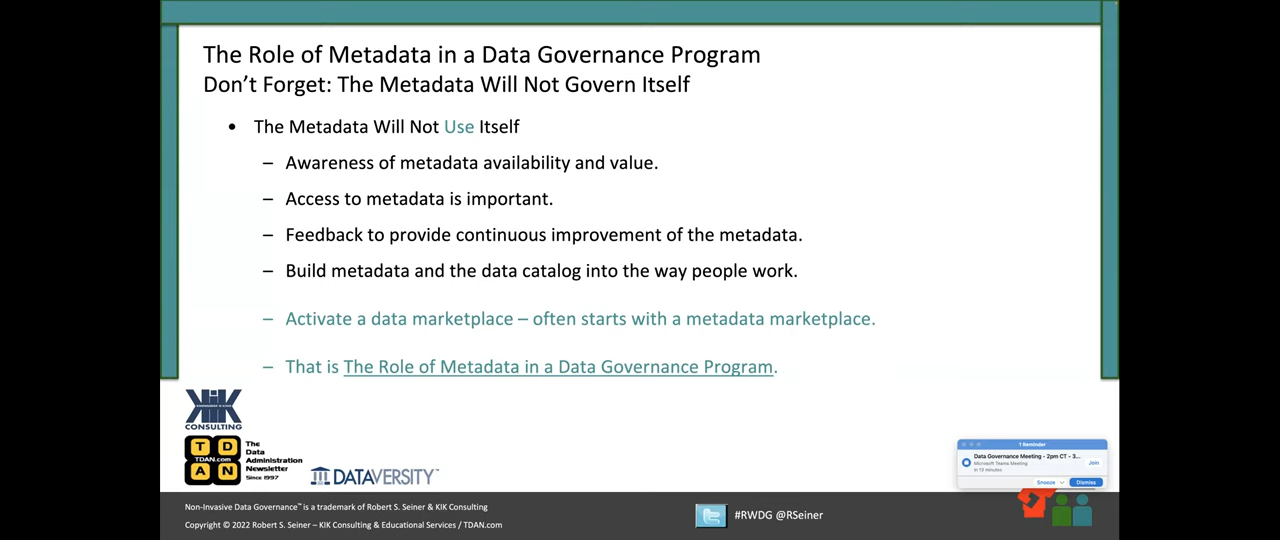 The Role of Metadata in a Data Governance Program
Don't Forget: The Metadata Will Not Govern Itself
• The Metadata Will Not Use Itself
– Awareness of metadata availability and value.
– Access to metadata is important.
– Feedback to provide continuous improvement of the metadata.
– Build metadata and the data catalog into the way people work.
– Activate a data marketplace – often starts with a metadata marketplace.
– That is The Role of Metadata in a Data Governance Program.
KIK
CONSULTING
T D
TDAN.com
A N
The
Data
Administration
Newsletter
Since 1997
DATAVERSITY™
1 Reminder
Data Governance Meeting - 2pm CT - 3...
Microsoft Teams Meeting
in 13 minutes
Join
Snooze
Dismiss
Non-Invasive Data Governance™ is a trademark of Robert S. Seiner & KIK Consulting
Copyright © 2022 Robert S. Seiner – KIK Consulting & Educational Services / TDAN.com
#RWDG @RSeiner